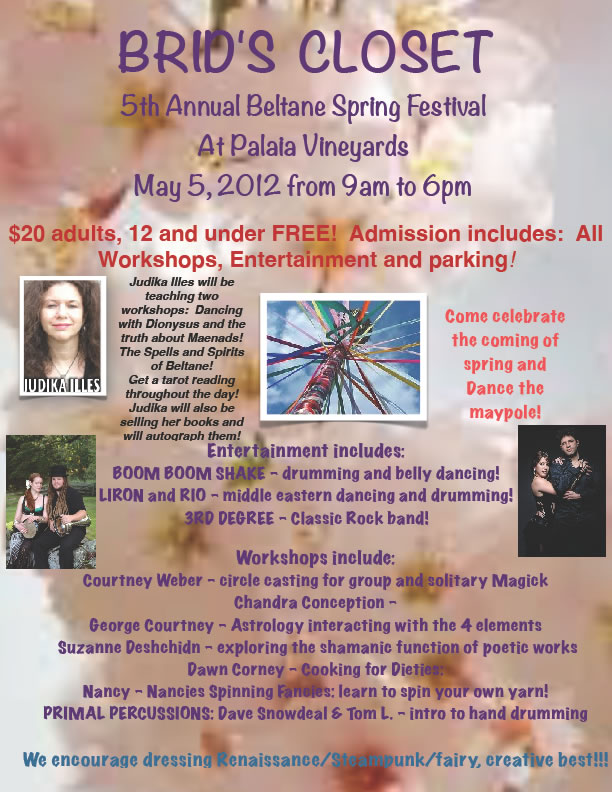 BRID'S CLOSET
5th Annual Beltane Spring Festival
At Palaia Vineyards
May 5, 2012 from 9am to 6pm
$20 adults, 12 and under FREE! Admission includes: All
Workshops, Entertainment and parking!
JUDIKA ILLES
Judika Illes will be
teaching two
workshops: Dancing
with Dionysus and the
truth about Maenads!
The Spells and Spirits
of Beltane!
Get a tarot reading
throughout the day!
Judika will also be
selling her books and
will autograph them!
Come celebrate
the coming of
spring and
Dance the
maypole!
Entertainment includes:
BOOM BOOM SHAKE - drumming and belly dancing!
LIRON and RIO - middle eastern dancing and drumming!
3RD DEGREE - Classic Rock band!
Workshops include:
Courtney Weber - circle casting for group and solitary Magick
Chandra Conception -
George Courtney - Astrology interacting with the 4 elements
Suzanne Deshchidn - exploring the shamanic function of poetic works
Dawn Corney - Cooking for Dieties:
Nancy - Nancies Spinning Fancies: learn to spin your own yarn!
PRIMAL PERCUSSIONS: Dave Snowdeal & Tom L. - intro to hand drumming
We encourage dressing Renaissance/Steampunk/fairy, creative best!!!